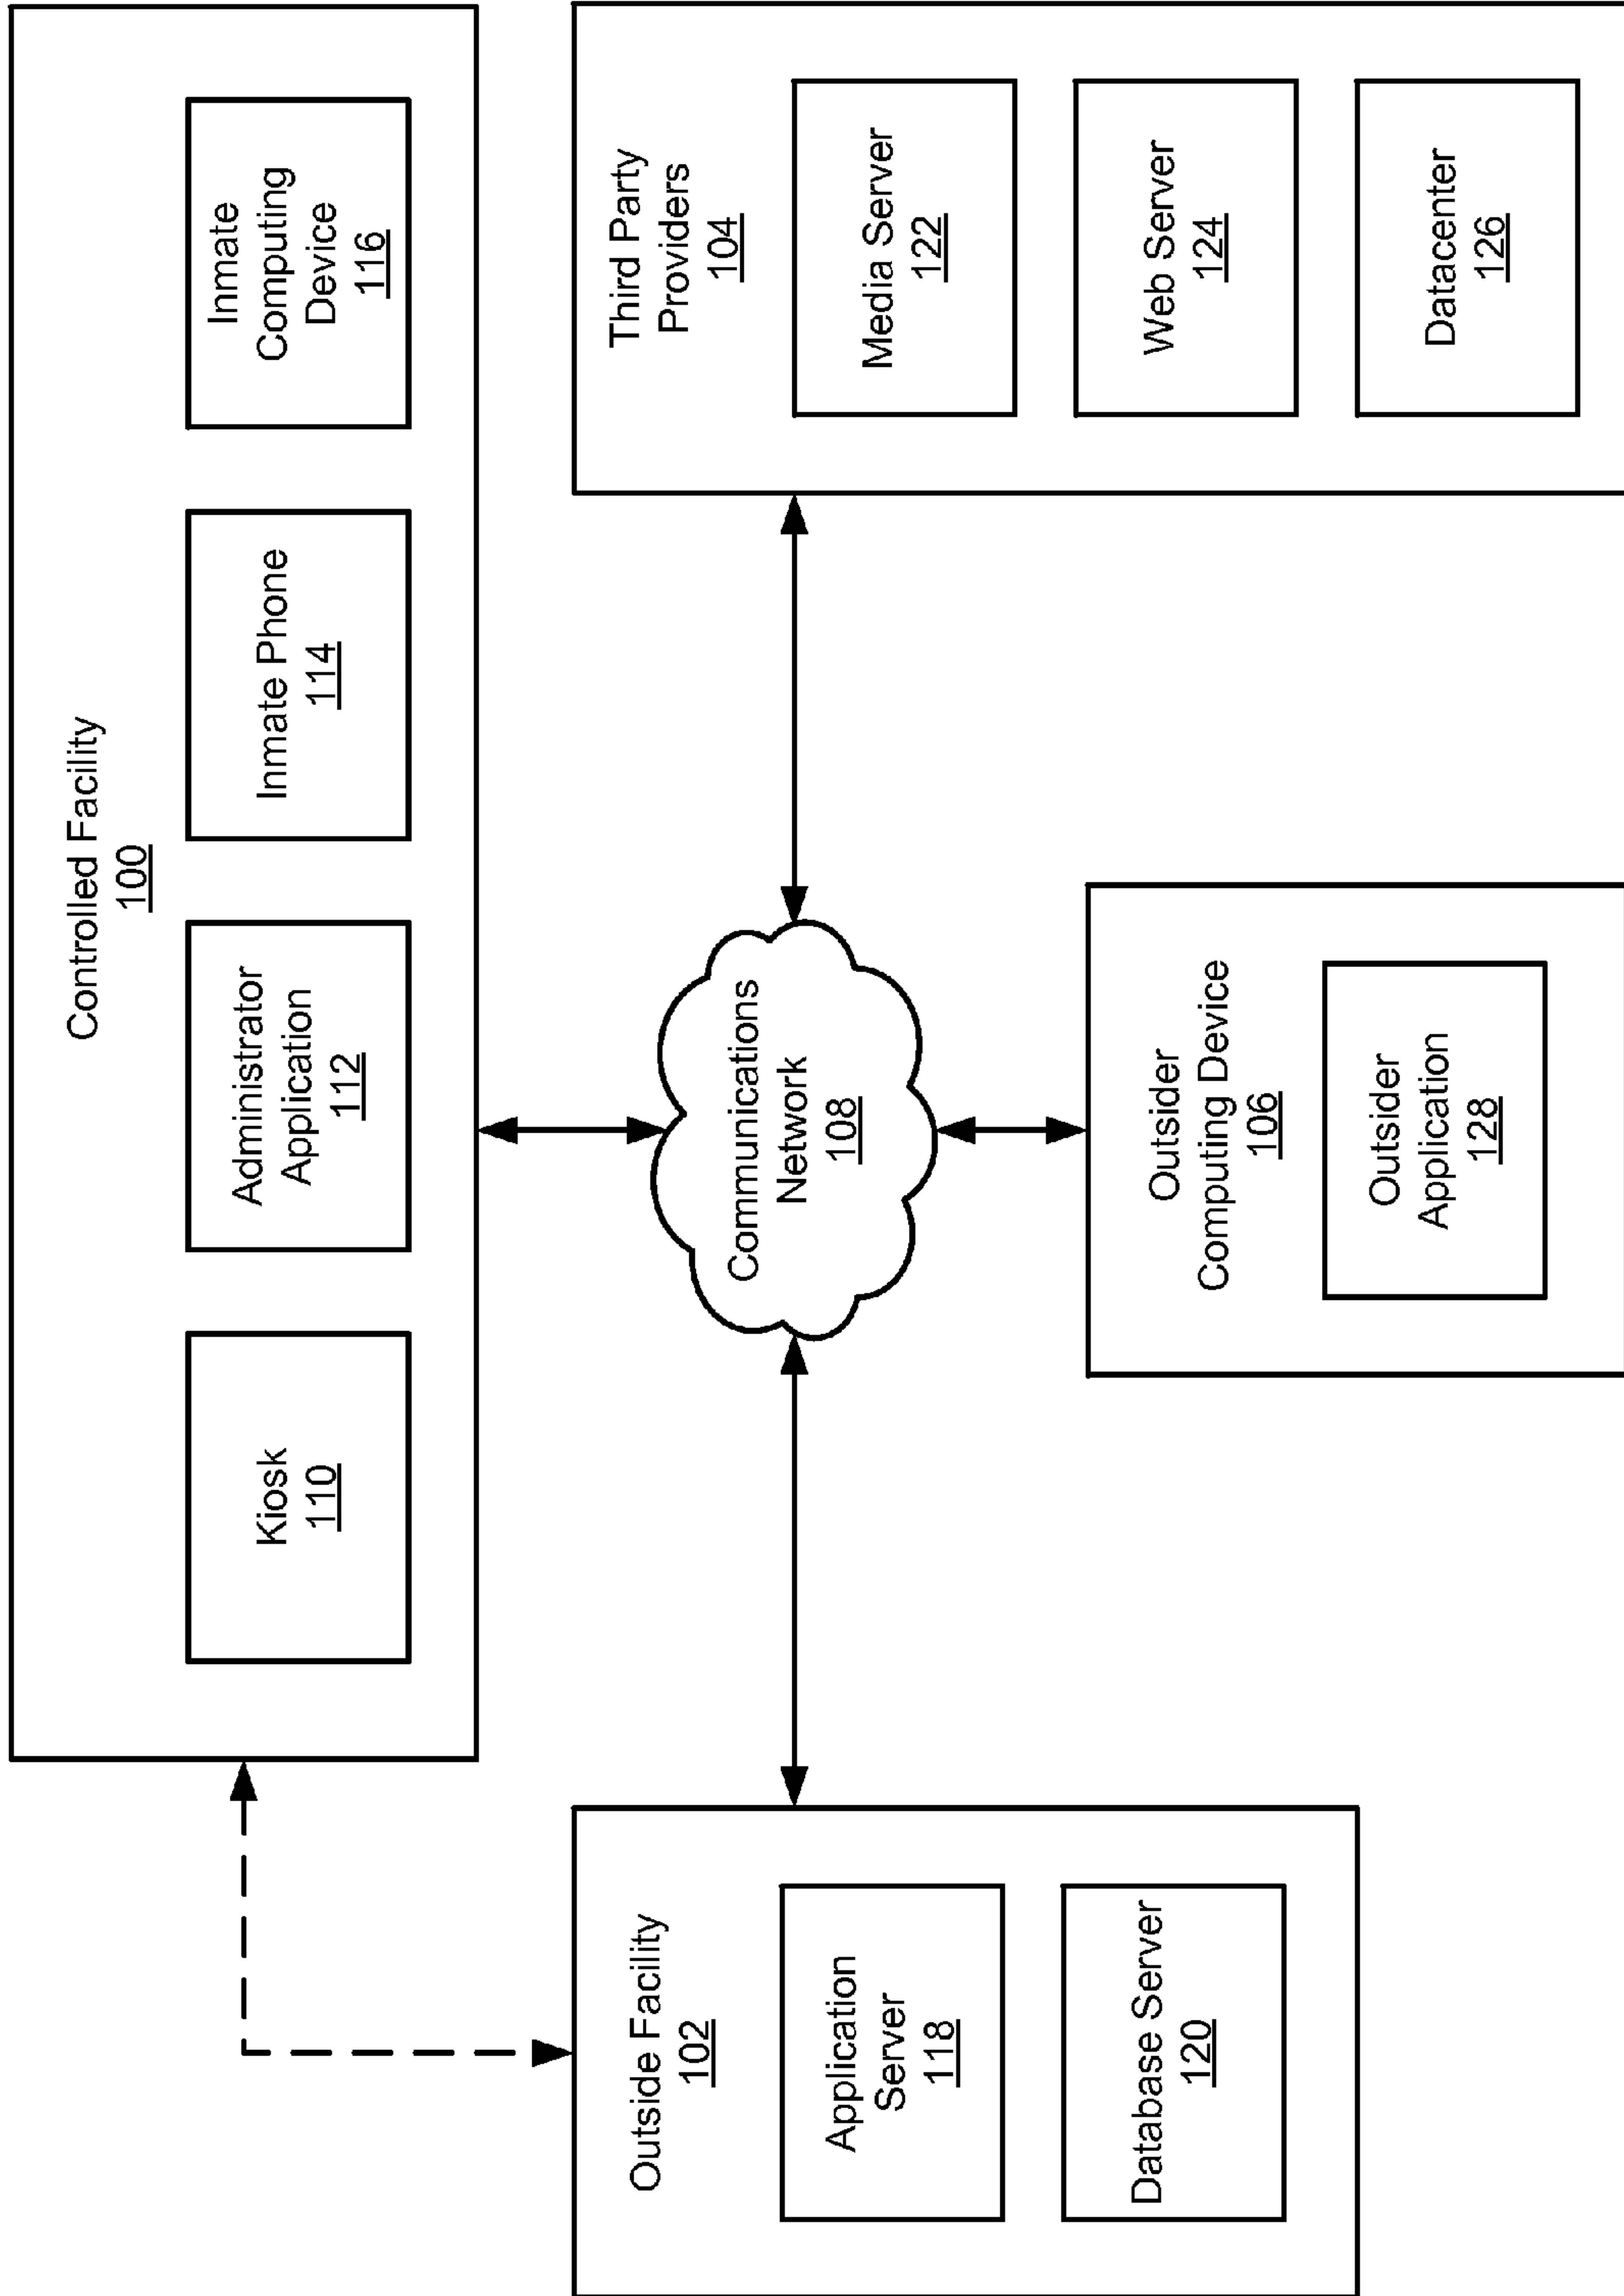 Controlled Facility
100
Kiosk
110
Administrator
Application
112
Inmate Phone
114
Inmate
Computing
Device
116
Outside Facility
102
Application
Server
118
Database Server
120
Communications
Network
108
Outsider
Computing Device
106
Outsider
Application
128
Third Party
Providers
104
Media Server
122
Web Server
124
Datacenter
126